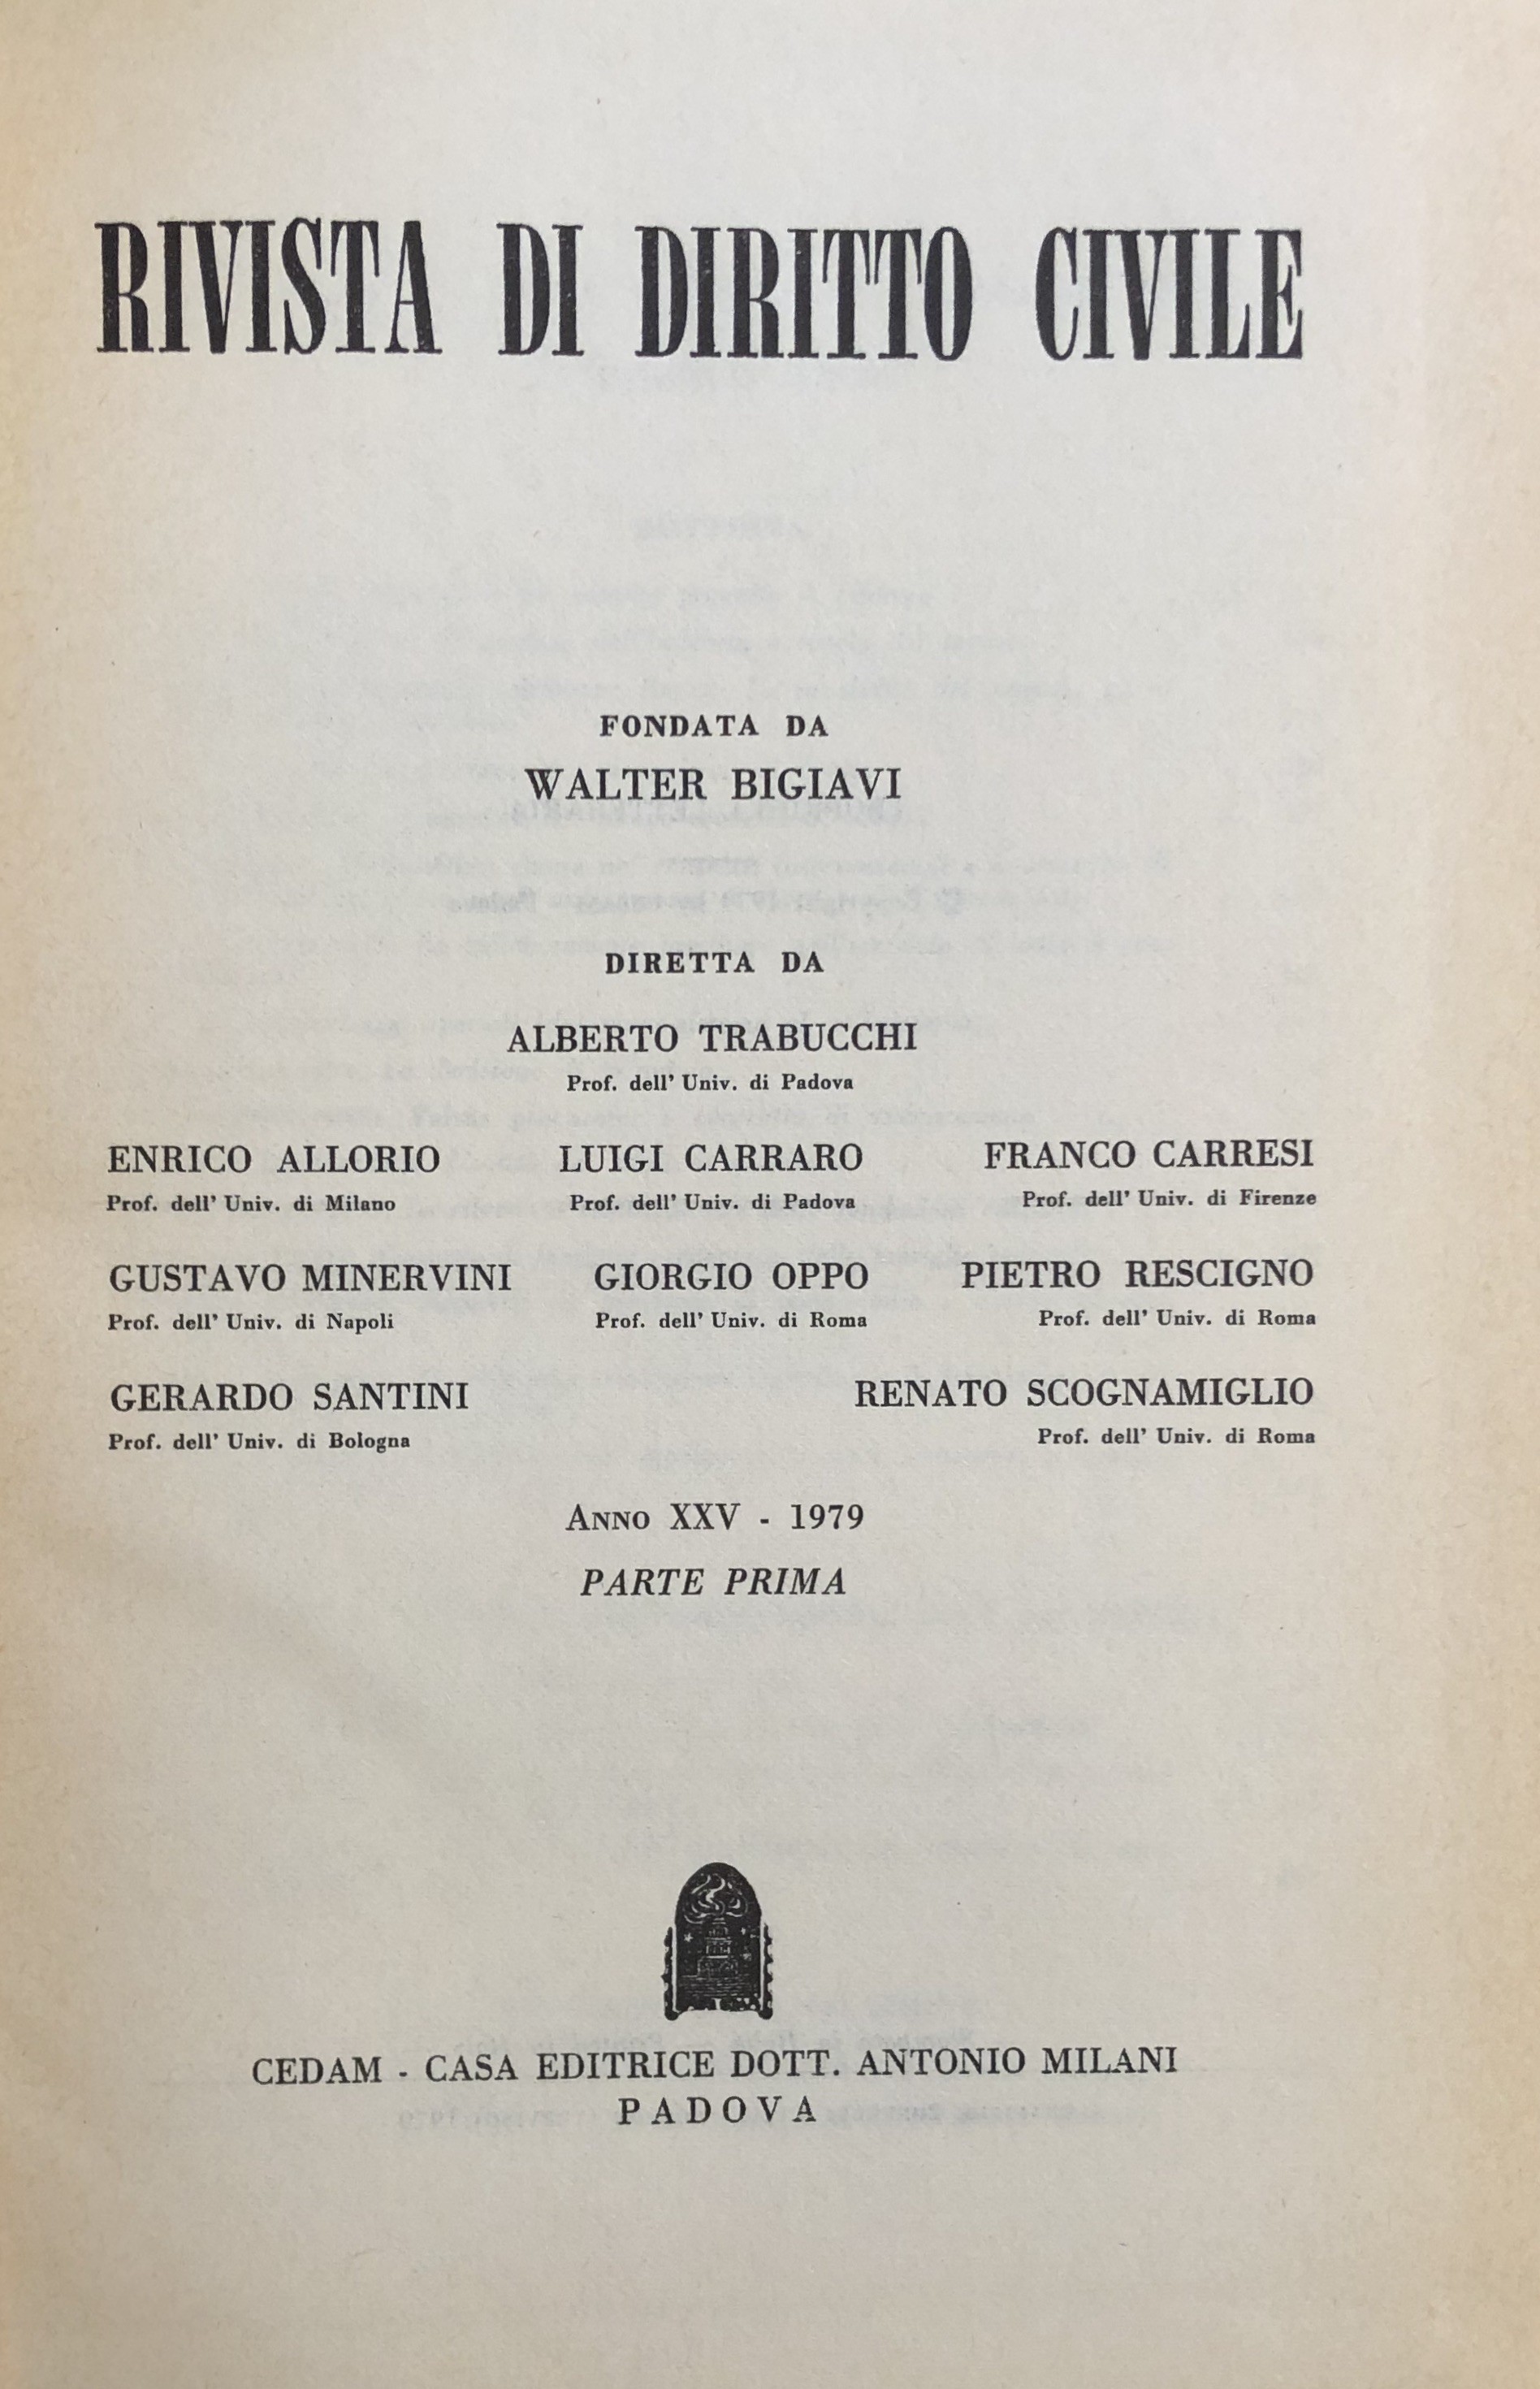 RIVISTA DI DIRITTO CIVILE
FONDATA DA
WALTER BIGIAVI
DIRETTA DA
ALBERTO TRABUCCHI
Prof. dell' Univ. di Padova
ENRICO ALLORIO LUIGI CARRARO FRANCO CARRESI
Prof. dell' Univ. di Milano Prof. dell' Univ. di Padova Prof. dell' Univ. di Firenze
GUSTAVO MINERVINI GIORGIO OPPO PIETRO RESCIGNO
Prof. dell' Univ. di Napoli Prof. dell' Univ. di Roma Prof. dell' Univ. di Roma
GERARDO SANTINI RENATO SCOGNAMIGLIO
Prof. dell' Univ. di Bologna Prof. dell' Univ. di Roma
ANNO XXV - 1979
PARTE PRIMA
CEDAM - CASA EDITRICE DOTT. ANTONIO MILANI
PADOVA